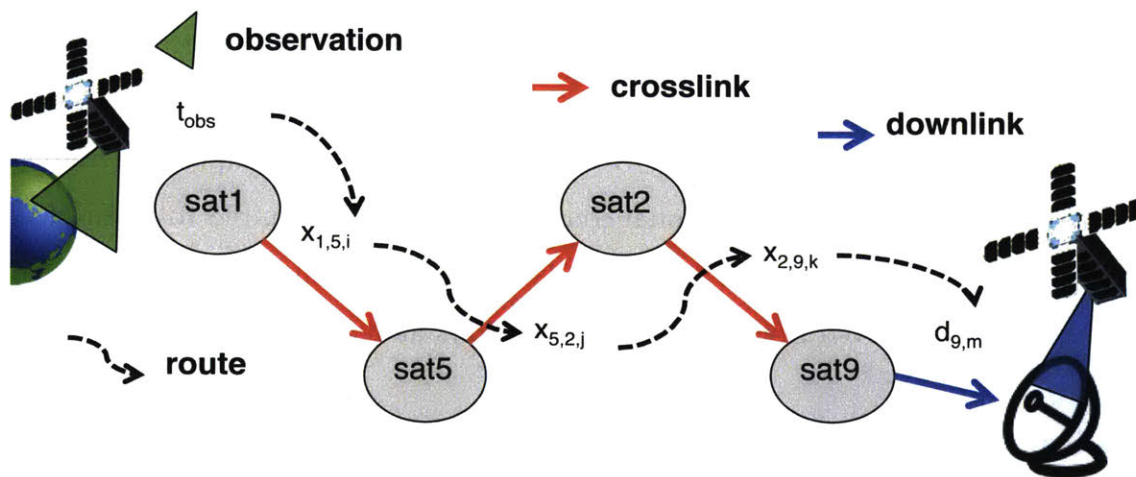 observation
crosslink
downlink
t_obs
sat1
sat2
x_1,5,i
x_2,9,k
x_5,2,j
d_9,m
route
sat5
sat9